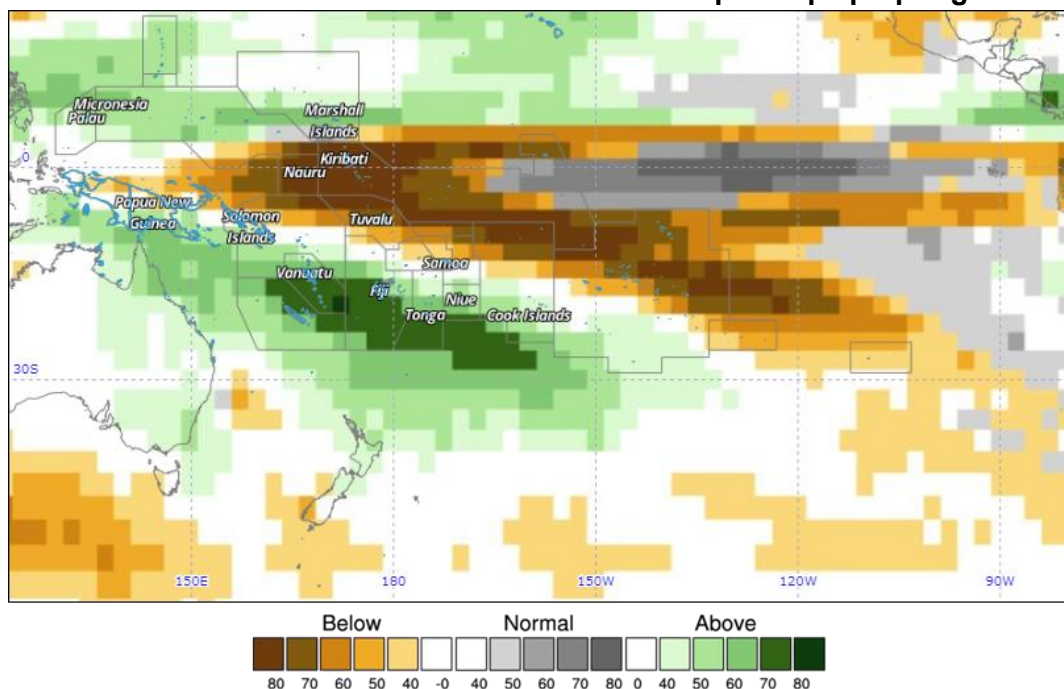 Micronesia
Palau
Marshall
Islands
0
Kiribati
Nauru
Papua New
Guinea
Solomon
Islands
Tuvalu
Samoa
Vanuatu
Fiji
Niue
Tonga
Cook Islands
30S
150E 180 150W 120W 90W
Below Normal Above
80 70 60 50 40 -0 40 50 60 70 80 0 40 50 60 70 80